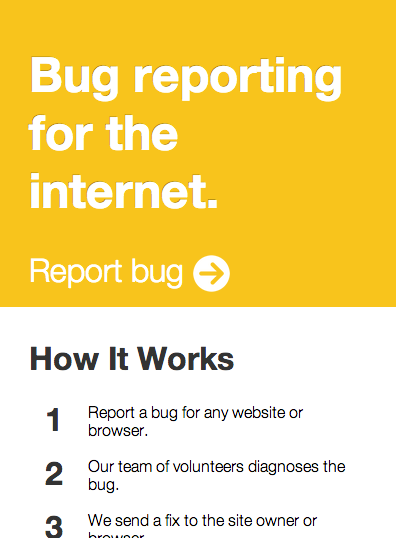 Bug reporting
for the
internet.
Report bug
How It Works
1 Report a bug for any website or
browser.
2 Our team of volunteers diagnoses the
bug.
3 We send a fix to the site owner or
browser.